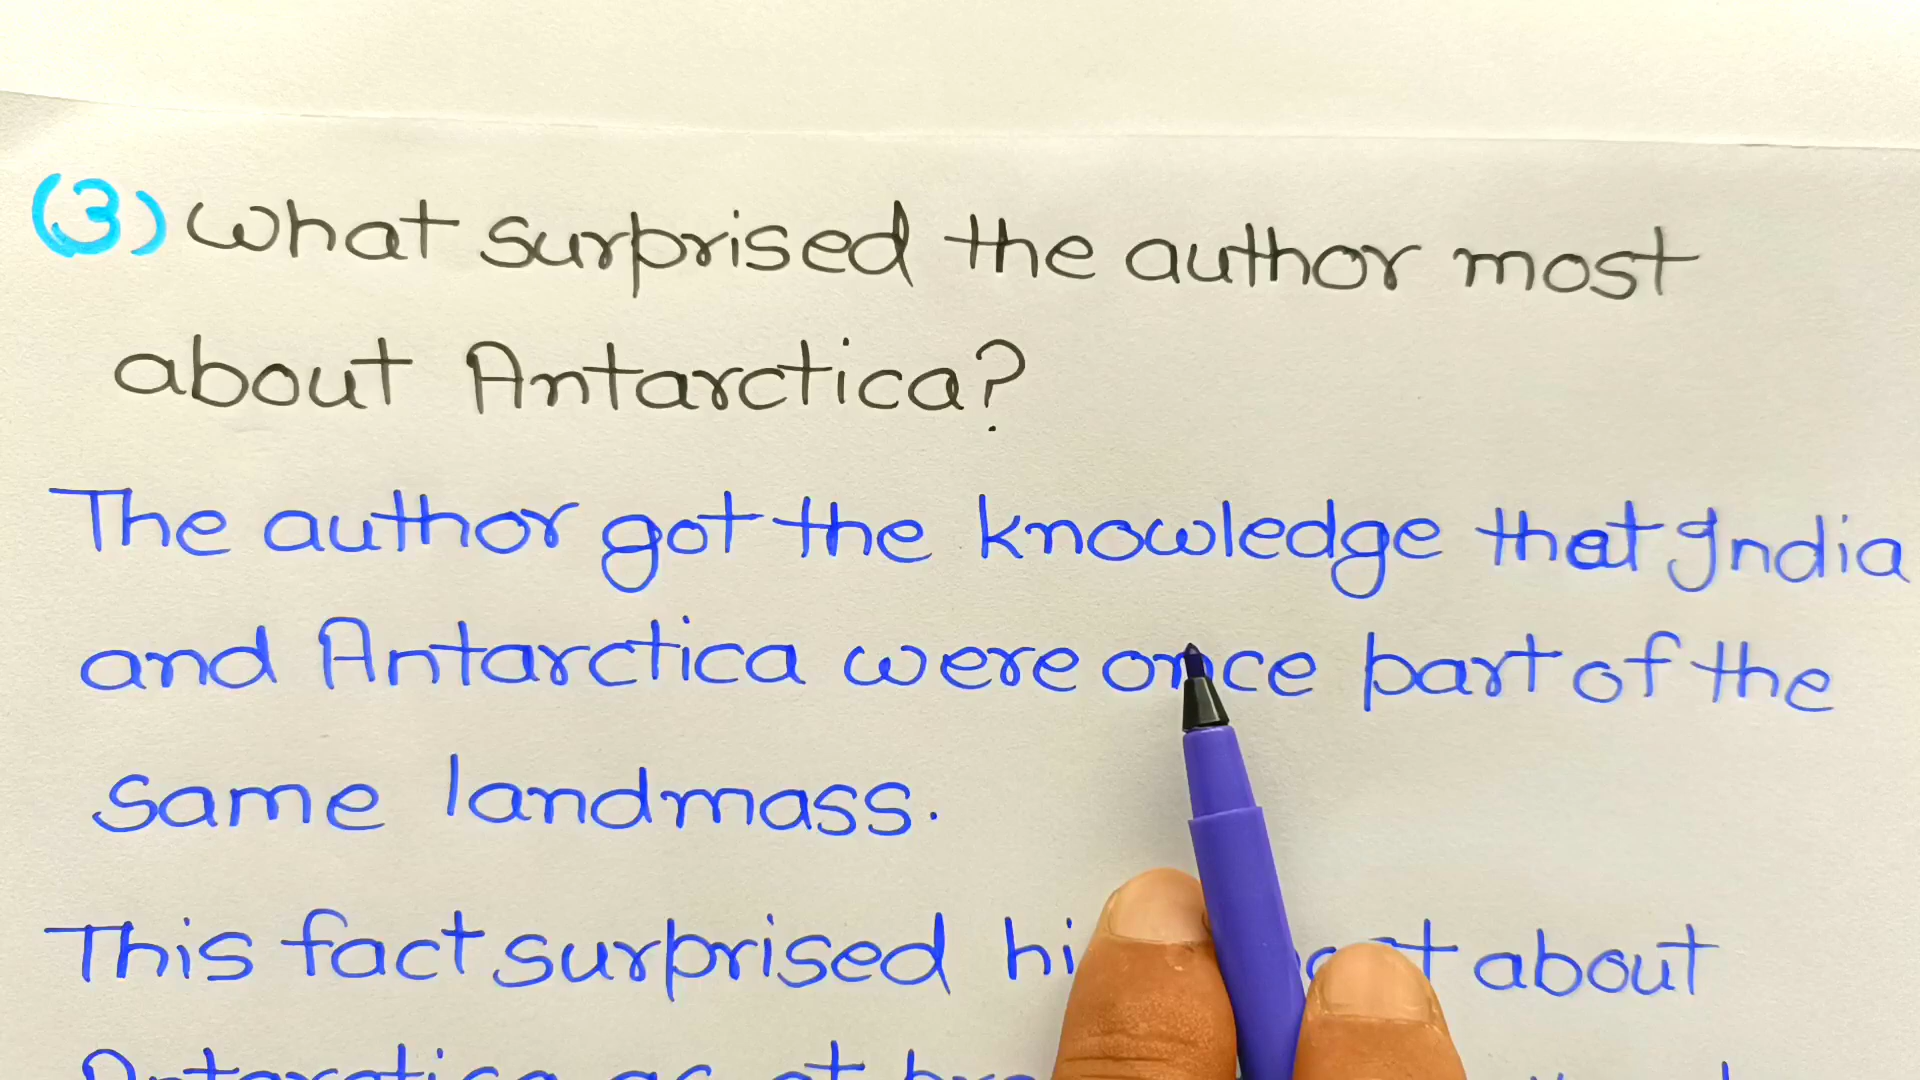 (3) What surprised the author most
about Antarctica?
The author got the knowledge that India
and Antarctica were once part of the
same landmass.
This fact surprised about